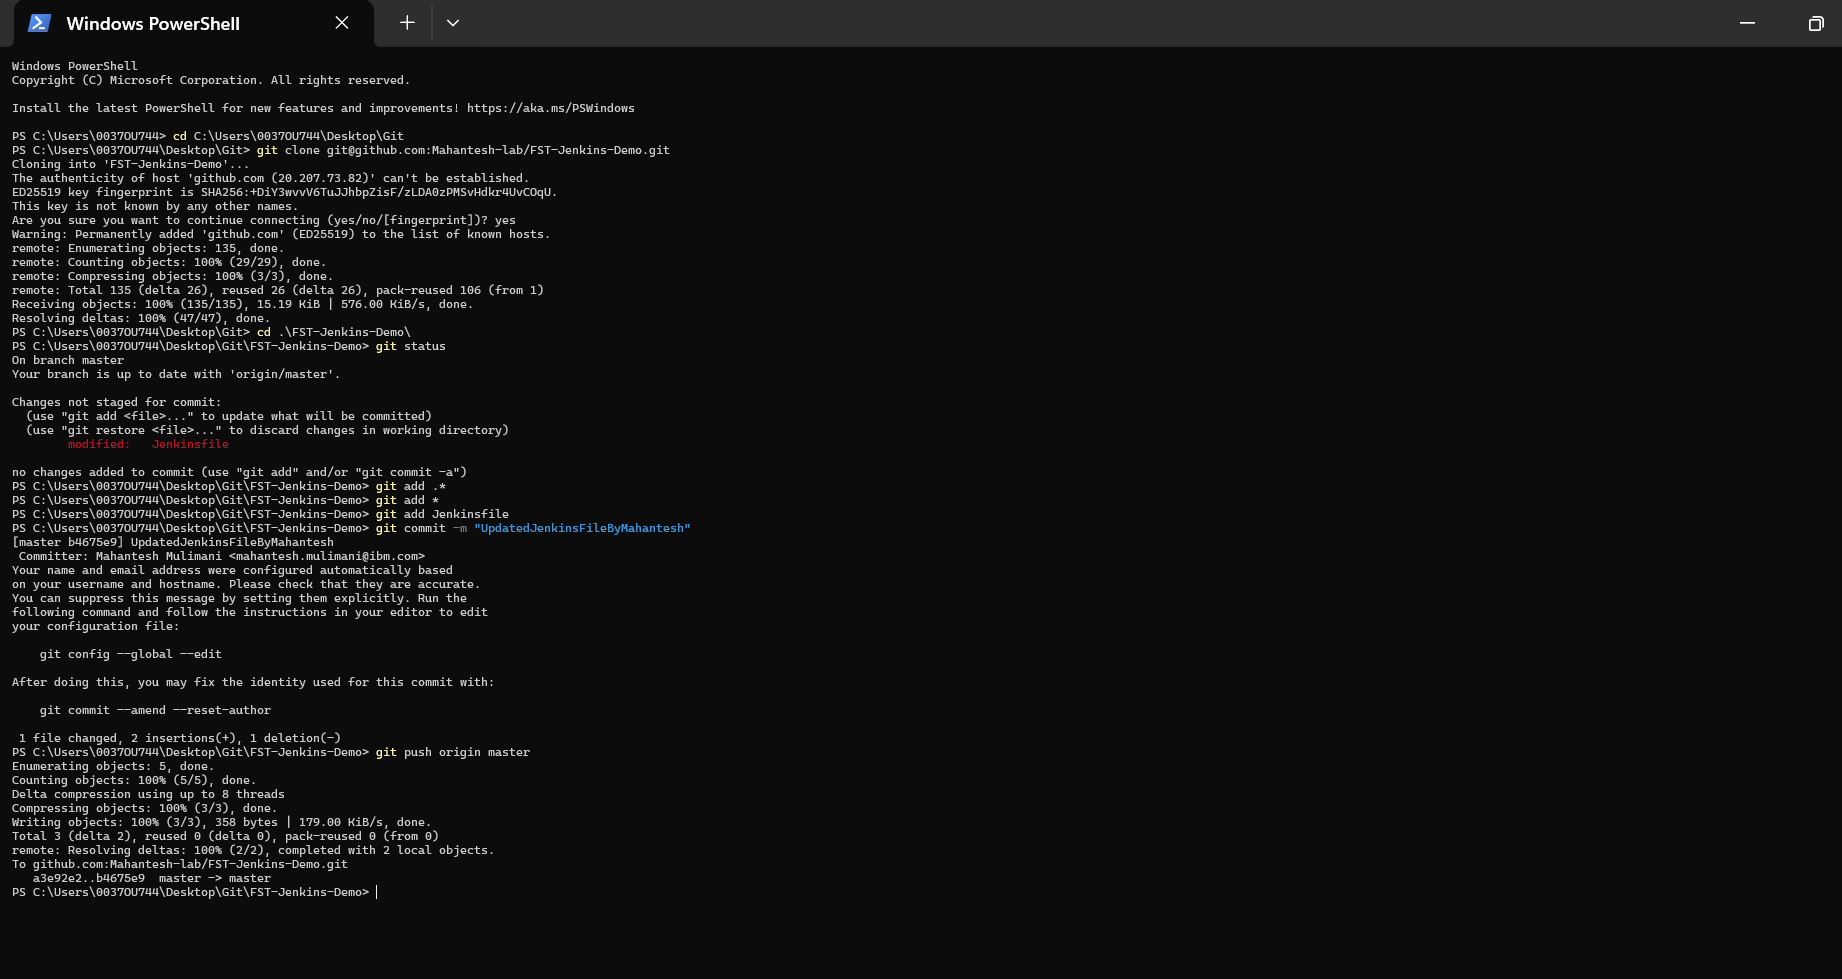 Windows PowerShell
Windows PowerShell
Copyright (C) Microsoft Corporation. All rights reserved.
Install the latest PowerShell for new features and improvements! https://aka.ms/PSWindows
PS C:\Users\0037OU744> cd C:\Users\0037OU744\Desktop\Git
PS C:\Users\0037OU744\Desktop\Git> git clone git@github.com:Mahantesh-lab/FST-Jenkins-Demo.git
Cloning into 'FST-Jenkins-Demo'...
The authenticity of host 'github.com (20.207.73.82)' can't be established.
ED25519 key fingerprint is SHA256:+DiY3wvvV6TuJJhbpZisF/zLDA0zPMSvHdkr4UvCOqU.
This key is not known by any other names.
Are you sure you want to continue connecting (yes/no/[fingerprint])? yes
Warning: Permanently added 'github.com' (ED25519) to the list of known hosts.
remote: Enumerating objects: 135, done.
remote: Counting objects: 100% (29/29), done.
remote: Compressing objects: 100% (3/3), done.
remote: Total 135 (delta 26), reused 26 (delta 26), pack-reused 106 (from 1)
Receiving objects: 100% (135/135), 15.19 KiB | 576.00 KiB/s, done.
Resolving deltas: 100% (47/47), done.
PS C:\Users\0037OU744\Desktop\Git> cd .\FST-Jenkins-Demo\
PS C:\Users\0037OU744\Desktop\Git\FST-Jenkins-Demo> git status
On branch master
Your branch is up to date with 'origin/master'.
Changes not staged for commit:
  (use "git add <file>..." to update what will be committed)
  (use "git restore <file>..." to discard changes in working directory)
        modified:   Jenkinsfile
no changes added to commit (use "git add" and/or "git commit -a")
PS C:\Users\0037OU744\Desktop\Git\FST-Jenkins-Demo> git add .*
PS C:\Users\0037OU744\Desktop\Git\FST-Jenkins-Demo> git add *
PS C:\Users\0037OU744\Desktop\Git\FST-Jenkins-Demo> git add Jenkinsfile
PS C:\Users\0037OU744\Desktop\Git\FST-Jenkins-Demo> git commit -m "UpdatedJenkinsFileByMahantesh"
[master b4675e9] UpdatedJenkinsFileByMahantesh
 Committer: Mahantesh Mulimani <mahantesh.mulimani@ibm.com>
Your name and email address were configured automatically based
on your username and hostname. Please check that they are accurate.
You can suppress this message by setting them explicitly. Run the
following command and follow the instructions in your editor to edit
your configuration file:
    git config --global --edit
After doing this, you may fix the identity used for this commit with:
    git commit --amend --reset-author
 1 file changed, 2 insertions(+), 1 deletion(-)
PS C:\Users\0037OU744\Desktop\Git\FST-Jenkins-Demo> git push origin master
Enumerating objects: 5, done.
Counting objects: 100% (5/5), done.
Delta compression using up to 8 threads
Compressing objects: 100% (3/3), done.
Writing objects: 100% (3/3), 358 bytes | 179.00 KiB/s, done.
Total 3 (delta 2), reused 0 (delta 0), pack-reused 0 (from 0)
remote: Resolving deltas: 100% (2/2), completed with 2 local objects.
To github.com:Mahantesh-lab/FST-Jenkins-Demo.git
   a3e92e2..b4675e9  master -> master
PS C:\Users\0037OU744\Desktop\Git\FST-Jenkins-Demo>